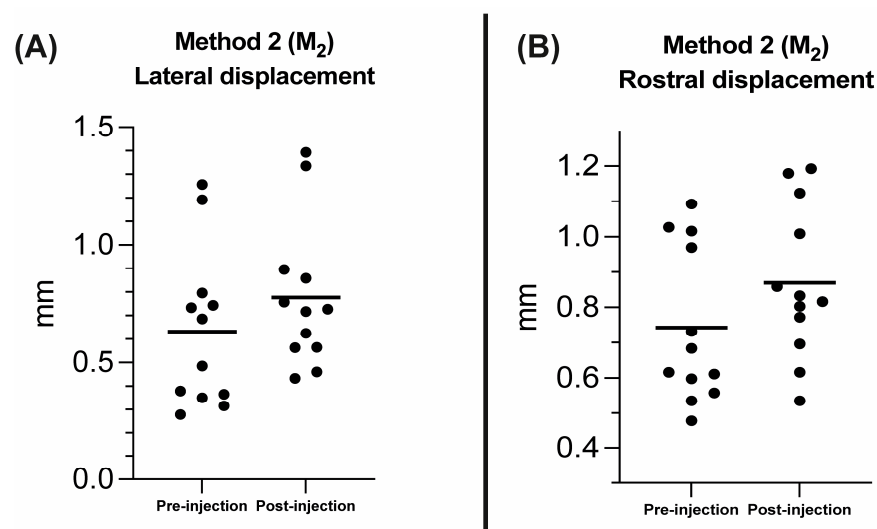 (A)
Method 2 (M₂)
Lateral displacement
1.5
1.0
0.5
0.0
mm
Pre-injection Post-injection
(B)
Method 2 (M₂)
Rostral displacement
1.2
1.0
0.8
0.6
0.4
mm
Pre-injection Post-injection